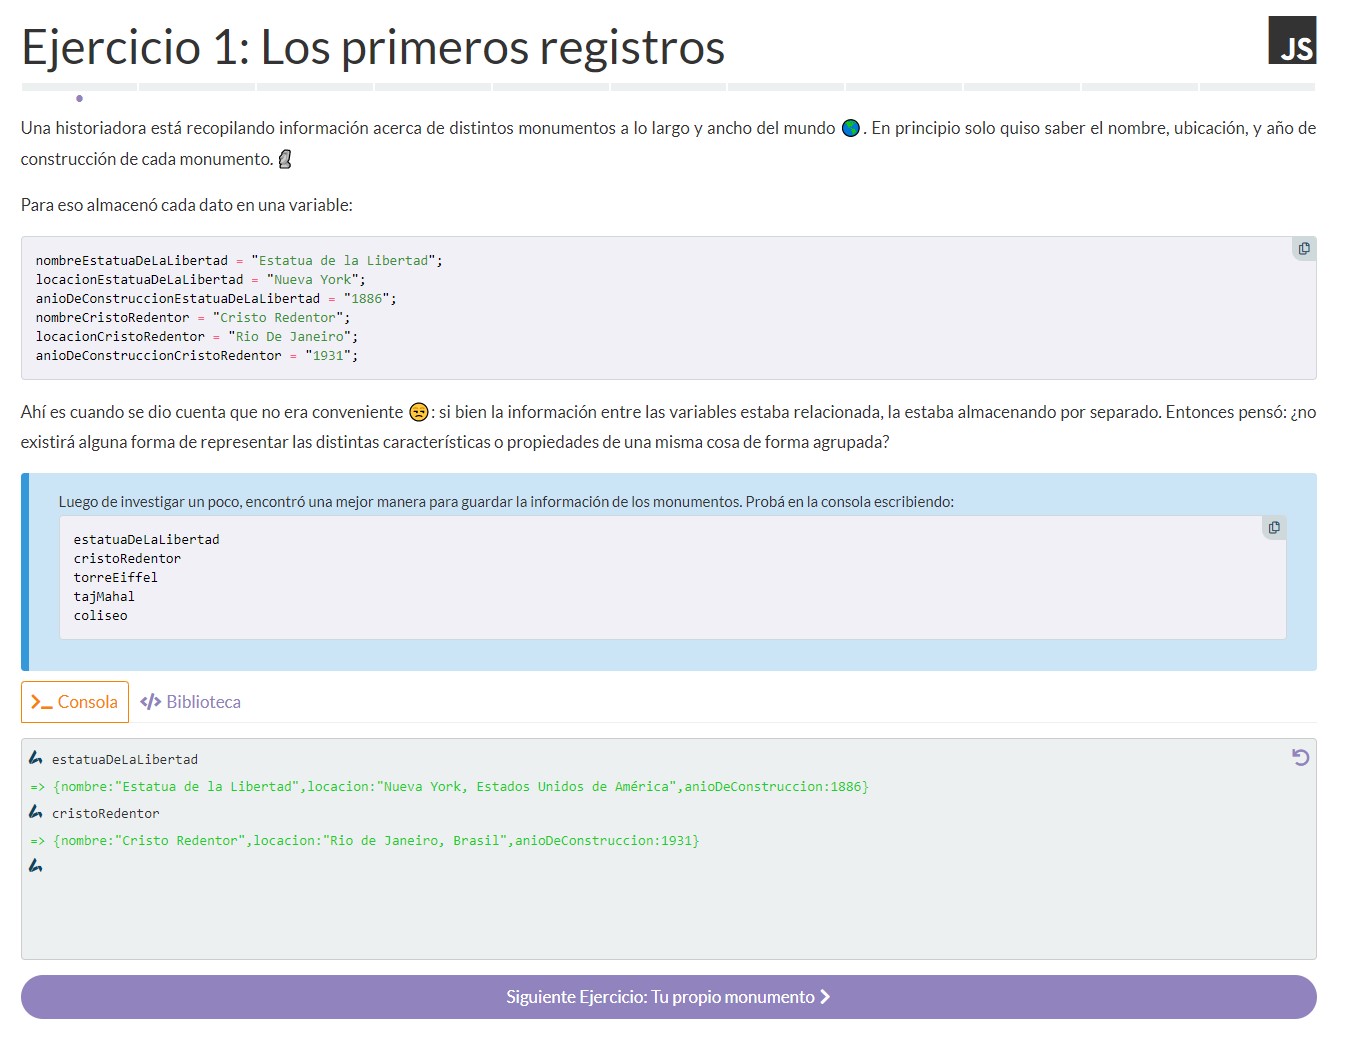 Ejercicio 1: Los primeros registros
JS
Una historiadora está recopilando información acerca de distintos monumentos a lo largo y ancho del mundo 🌎. En principio solo quiso saber el nombre, ubicación, y año de
construcción de cada monumento. 🗿
Para eso almacenó cada dato en una variable:
nombreEstatuaDeLaLibertad = "Estatua de la Libertad";
locacionEstatuaDeLaLibertad = "Nueva York";
anioDeConstruccionEstatuaDeLaLibertad = "1886";
nombreCristoRedentor = "Cristo Redentor";
locacionCristoRedentor = "Rio De Janeiro";
anioDeConstruccionCristoRedentor = "1931";
Ahí es cuando se dio cuenta que no era conveniente 😒: si bien la información entre las variables estaba relacionada, la estaba almacenando por separado. Entonces pensó: ¿no
existirá alguna forma de representar las distintas características o propiedades de una misma cosa de forma agrupada?
Luego de investigar un poco, encontró una mejor manera para guardar la información de los monumentos. Probá en la consola escribiendo:
estatuaDeLaLibertad
cristoRedentor
torreEiffel
tajMahal
coliseo
Consola
Biblioteca
estatuaDeLaLibertad
=> {nombre:"Estatua de la Libertad",locacion:"Nueva York, Estados Unidos de América",anioDeConstruccion:1886}
cristoRedentor
=> {nombre:"Cristo Redentor",locacion:"Rio de Janeiro, Brasil",anioDeConstruccion:1931}
Siguiente Ejercicio: Tu propio monumento